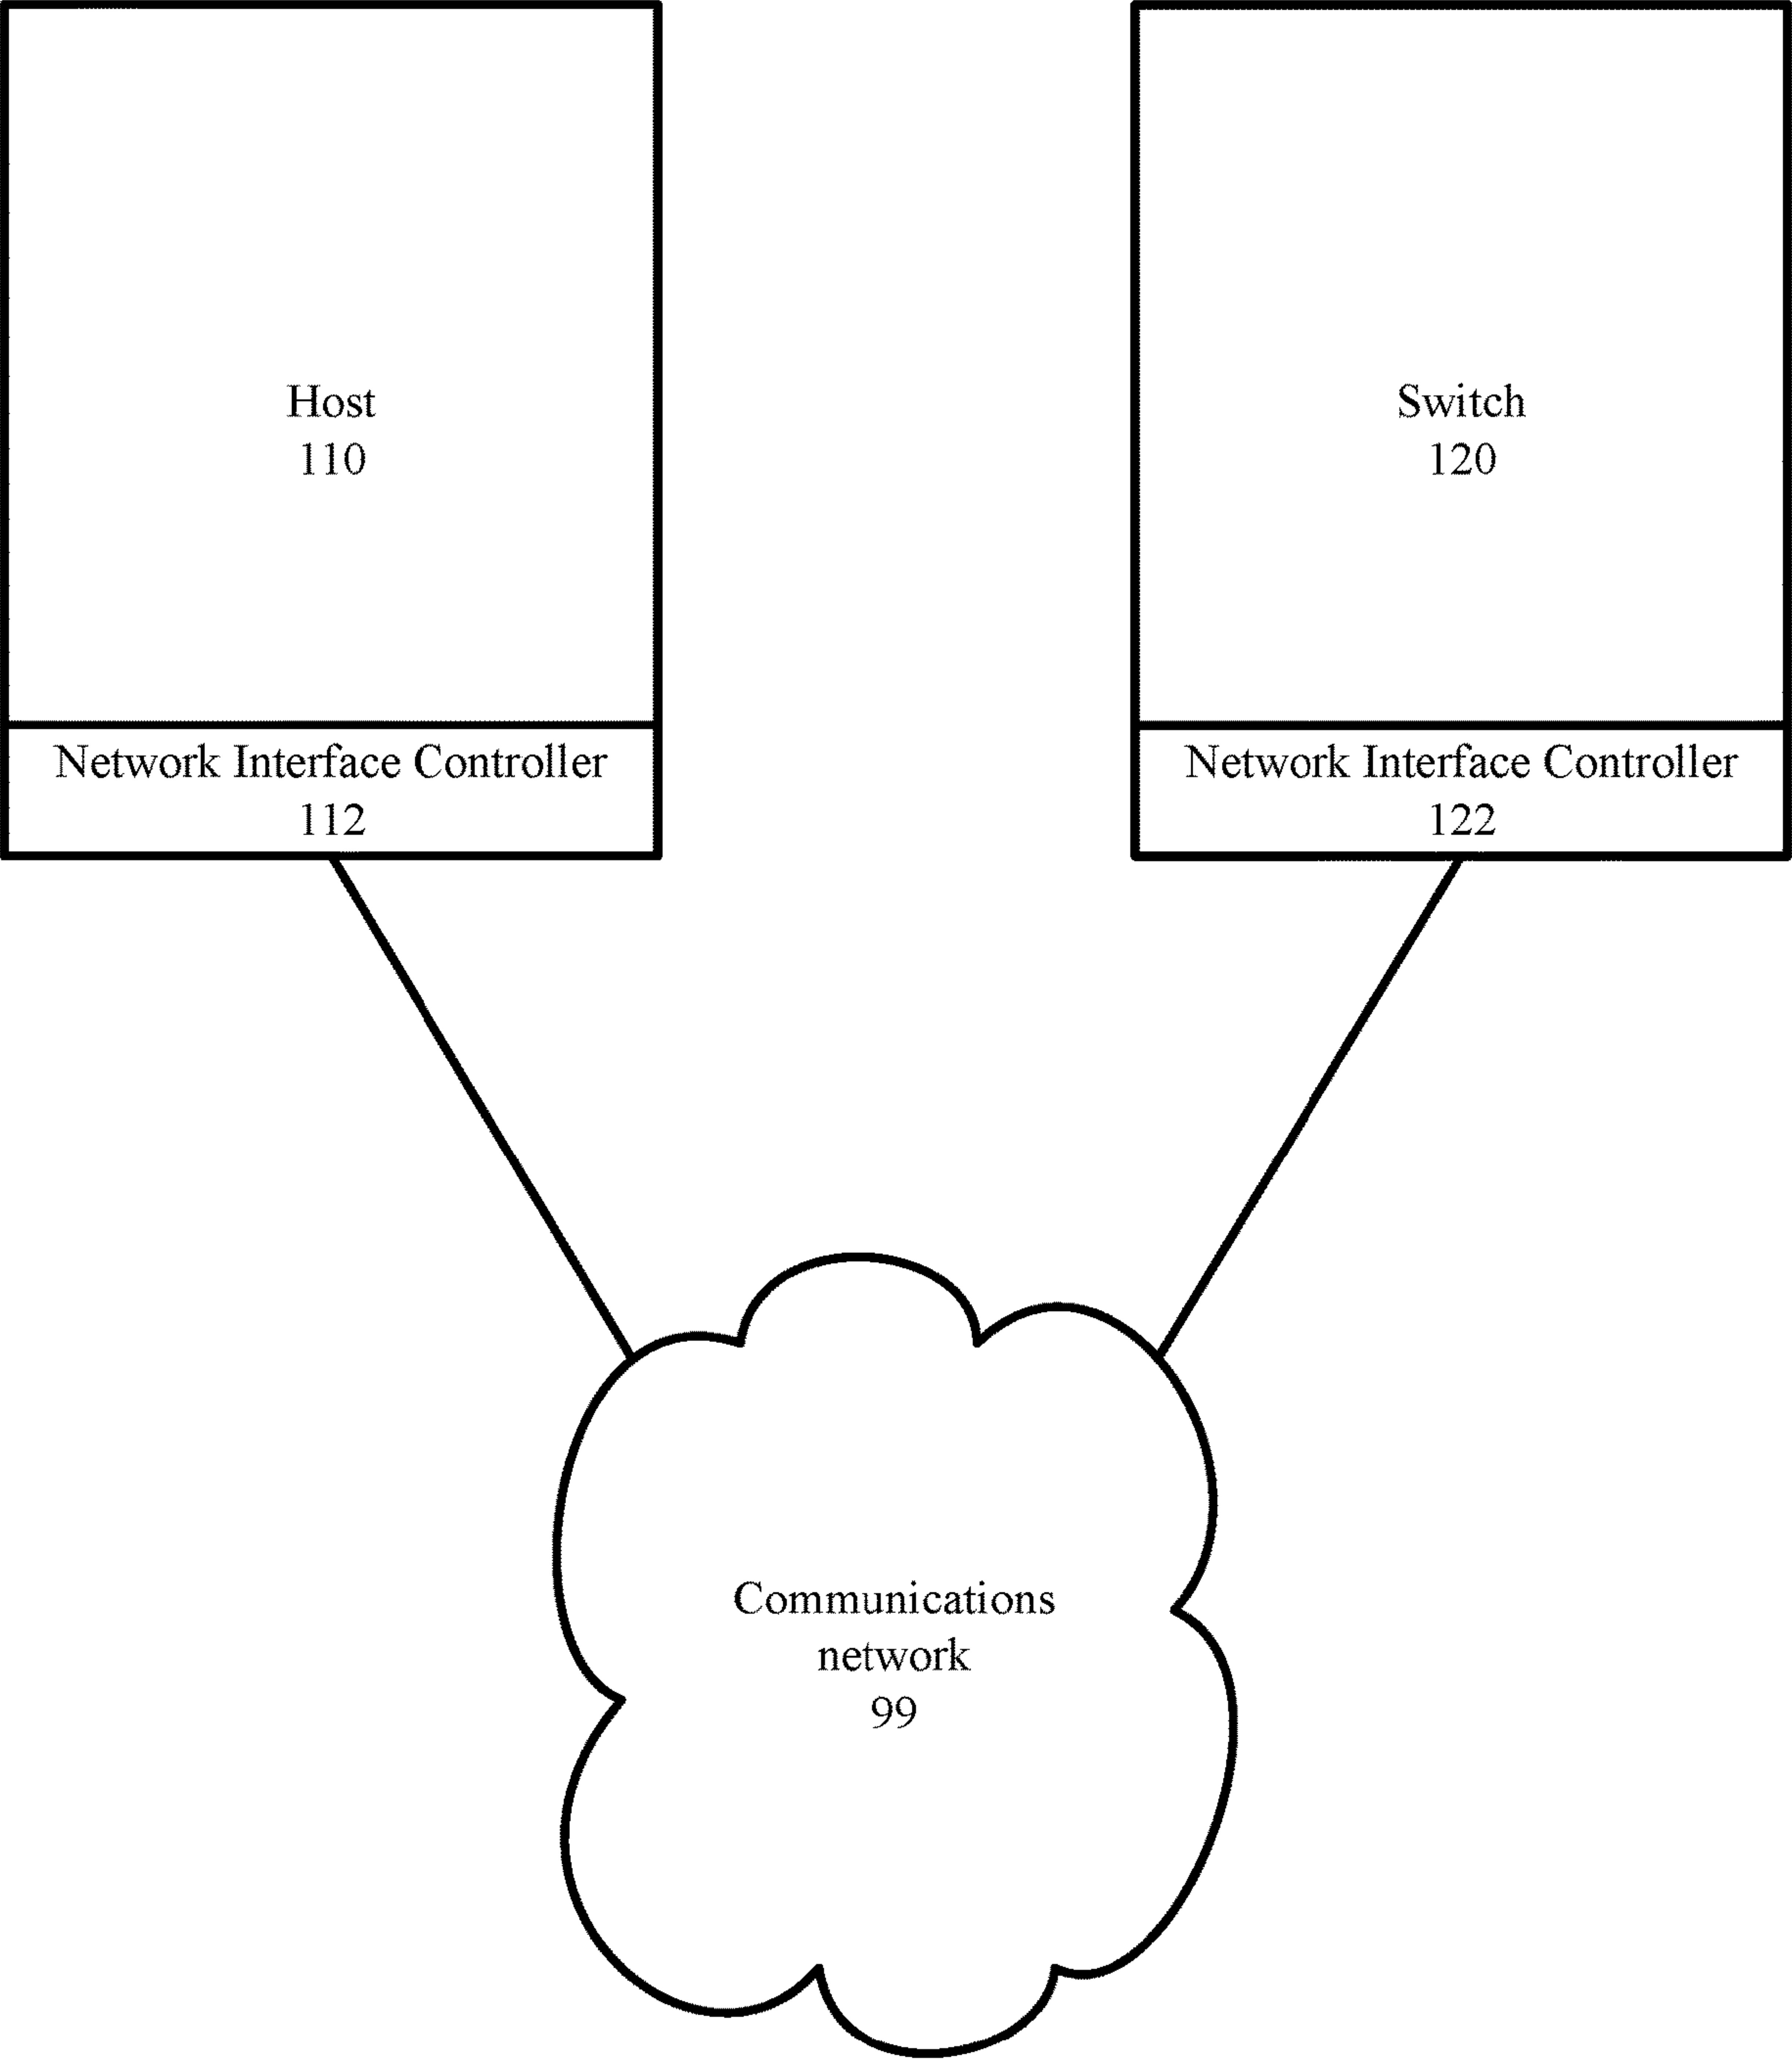 Host
110
Network Interface Controller
112
Switch
120
Network Interface Controller
122
Communications
network
99